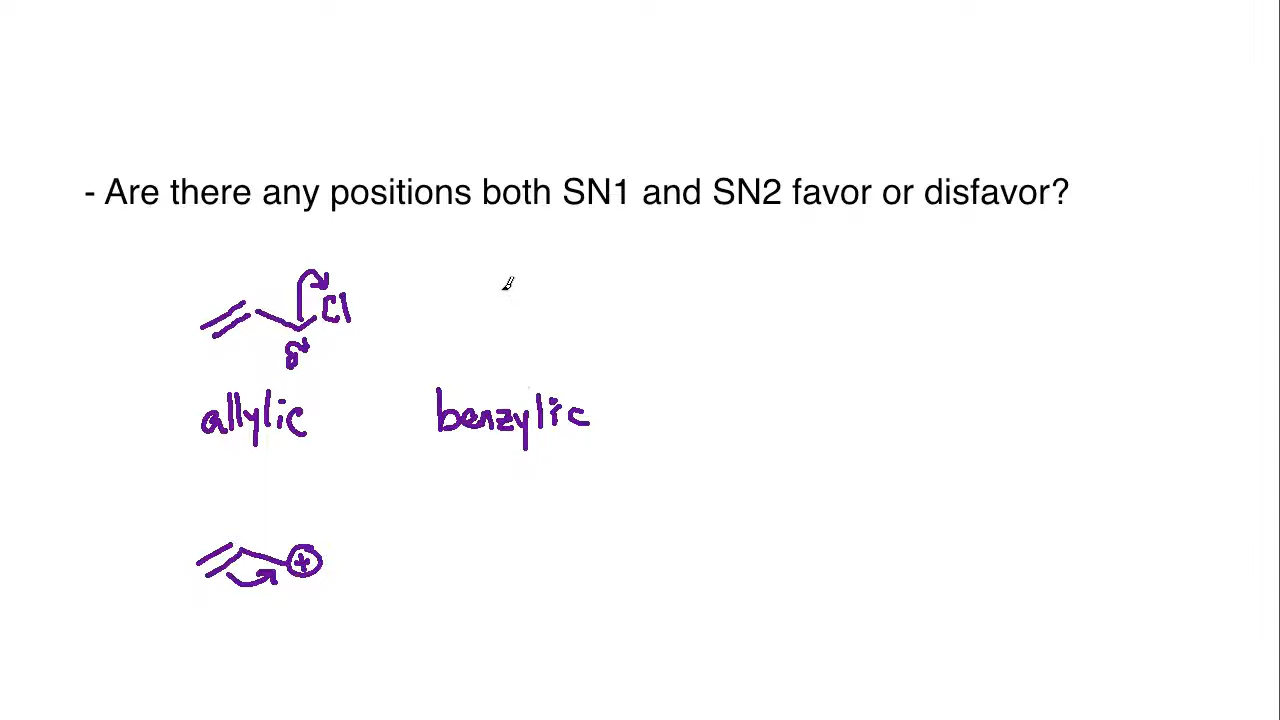 - Are there any positions both SN1 and SN2 favor or disfavor?
Cl
δ
allylic benzylic
+